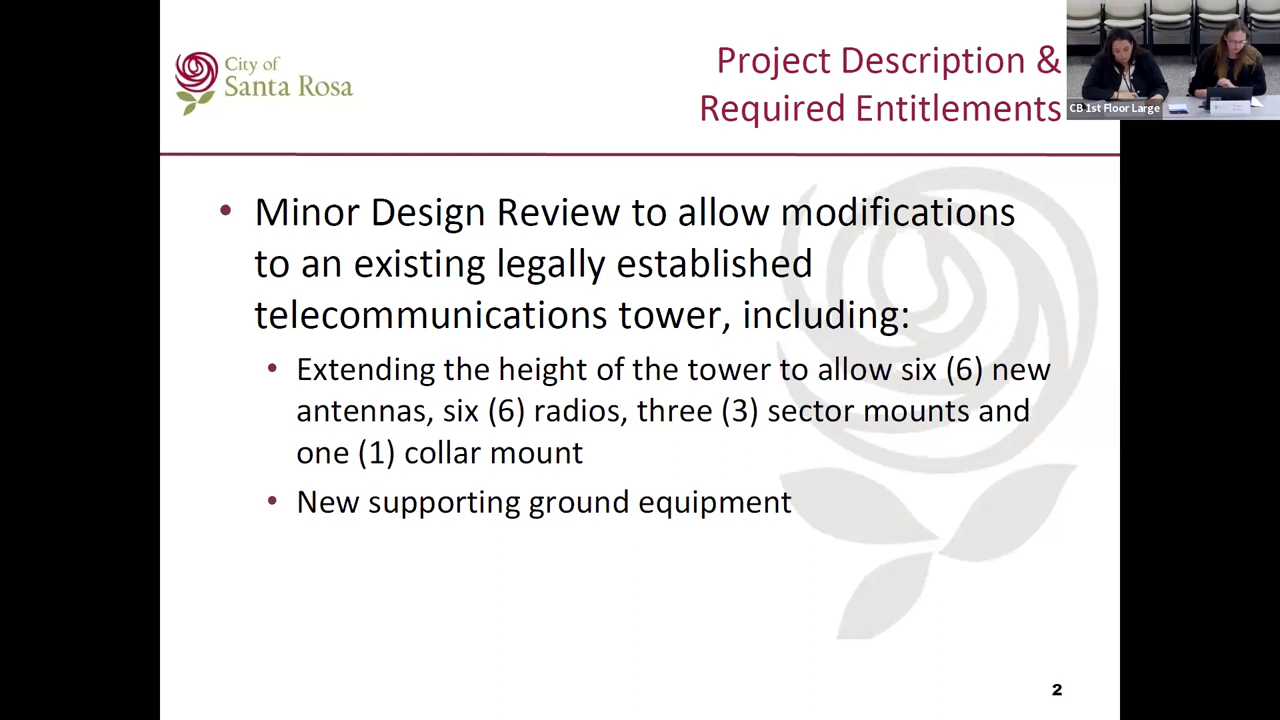 City of
Santa Rosa
Project Description &
Required Entitlements
CB 1st Floor Large
• Minor Design Review to allow modifications
to an existing legally established
telecommunications tower, including:
• Extending the height of the tower to allow six (6) new
antennas, six (6) radios, three (3) sector mounts and
one (1) collar mount
• New supporting ground equipment
2